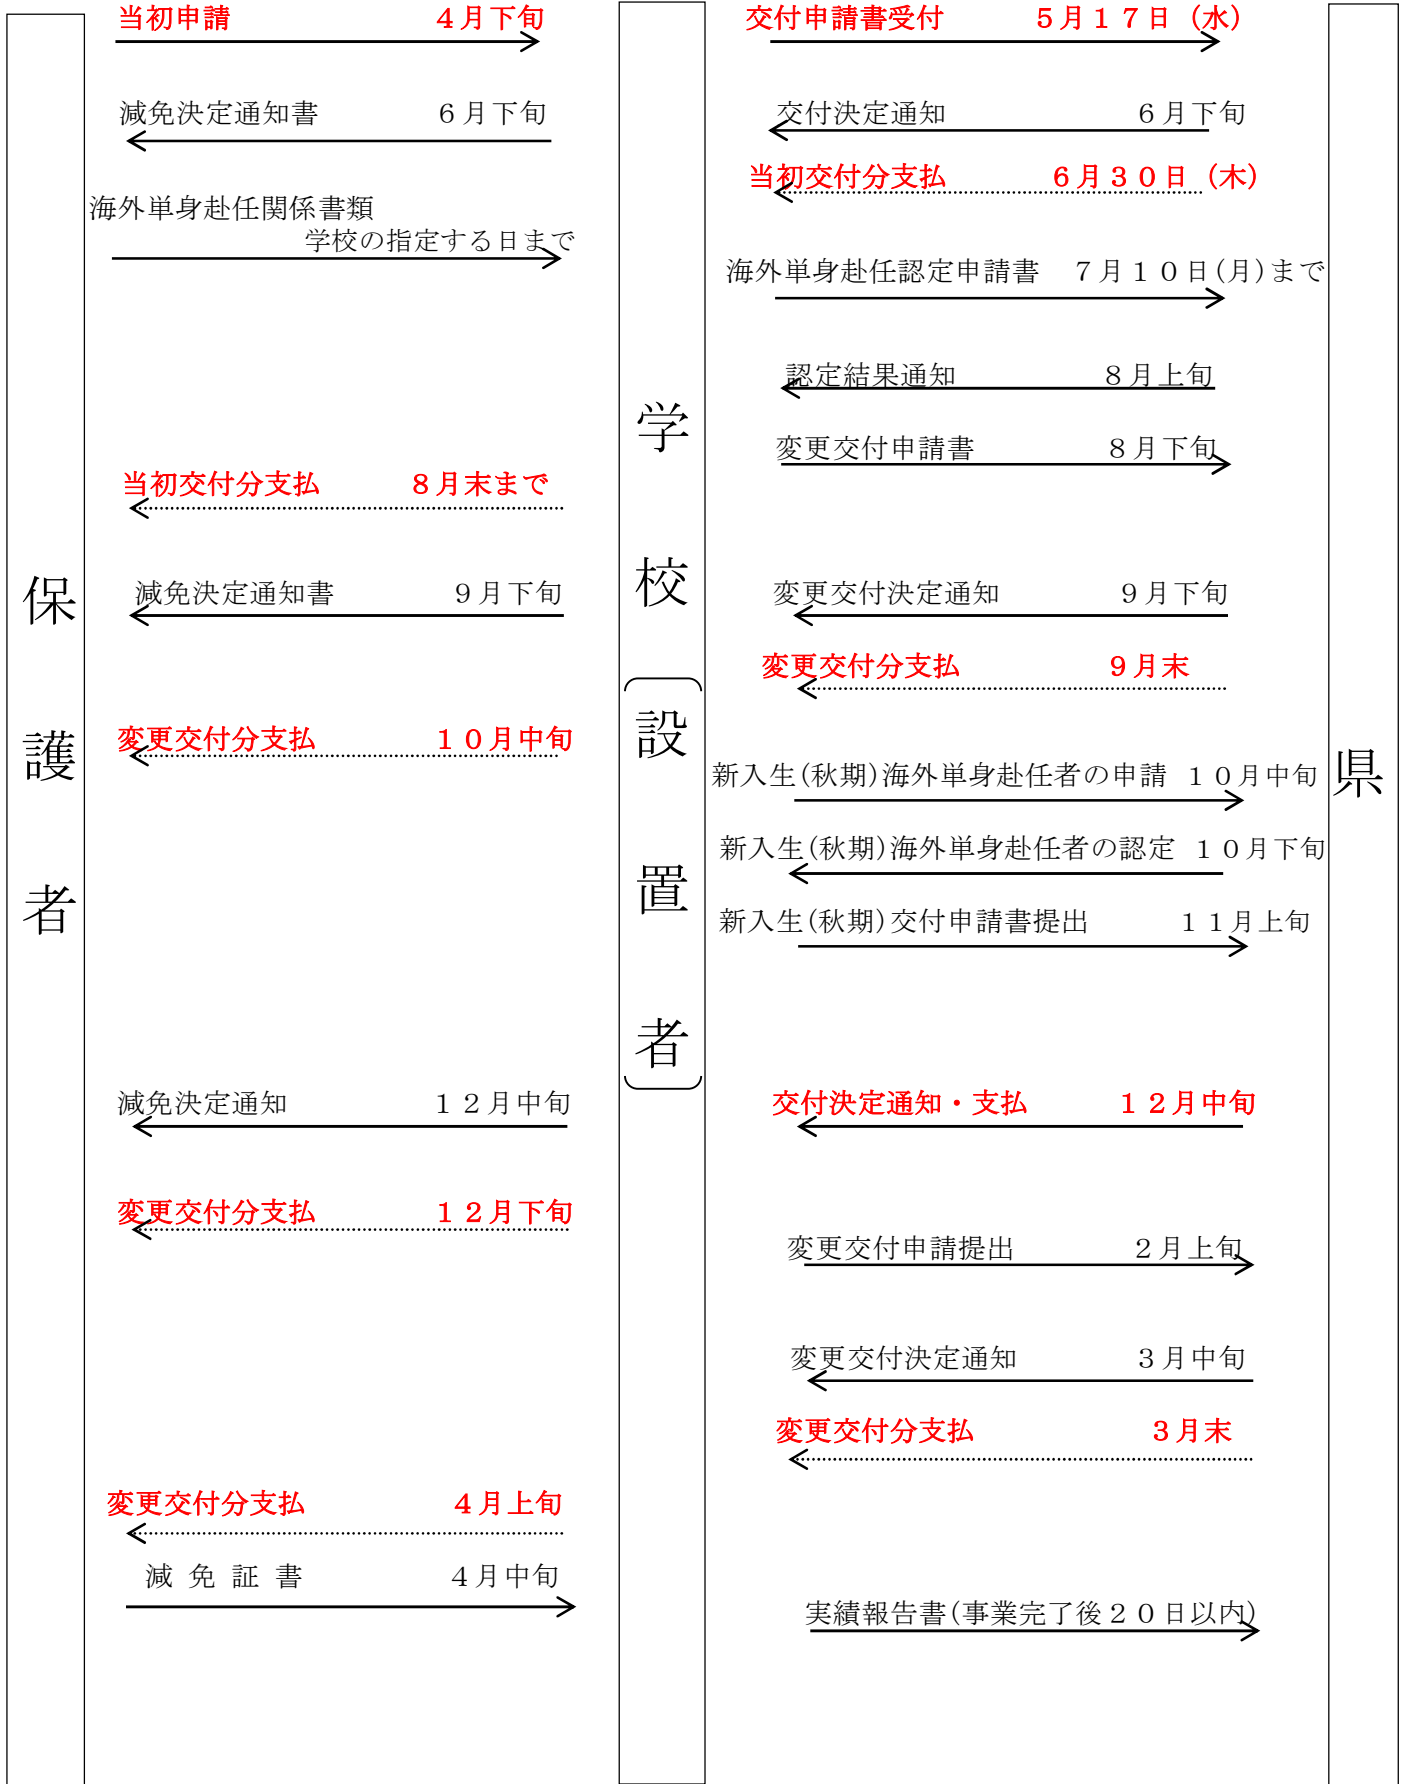 当初申請　４月下旬
交付申請書受付　５月１７日（水）
減免決定通知書　６月下旬
交付決定通知　６月下旬
当初交付分支払　６月３０日（木）
海外単身赴任関係書類
学校の指定する日まで
海外単身赴任認定申請書　７月１０日(月)まで
認定結果通知　８月上旬
変更交付申請書　８月下旬
当初交付分支払　８月末まで
減免決定通知書　９月下旬
変更交付決定通知　９月下旬
変更交付分支払　９月末
変更交付分支払　１０月中旬
新入生(秋期)海外単身赴任者の申請　１０月中旬
新入生(秋期)海外単身赴任者の認定　１０月下旬
新入生(秋期)交付申請書提出　１１月上旬
減免決定通知　１２月中旬
交付決定通知・支払　１２月中旬
変更交付分支払　１２月下旬
変更交付申請提出　２月上旬
変更交付決定通知　３月中旬
変更交付分支払　３月末
変更交付分支払　４月上旬
減免証書　４月中旬
実績報告書(事業完了後２０日以内)
保護者
学校（設置者）
県